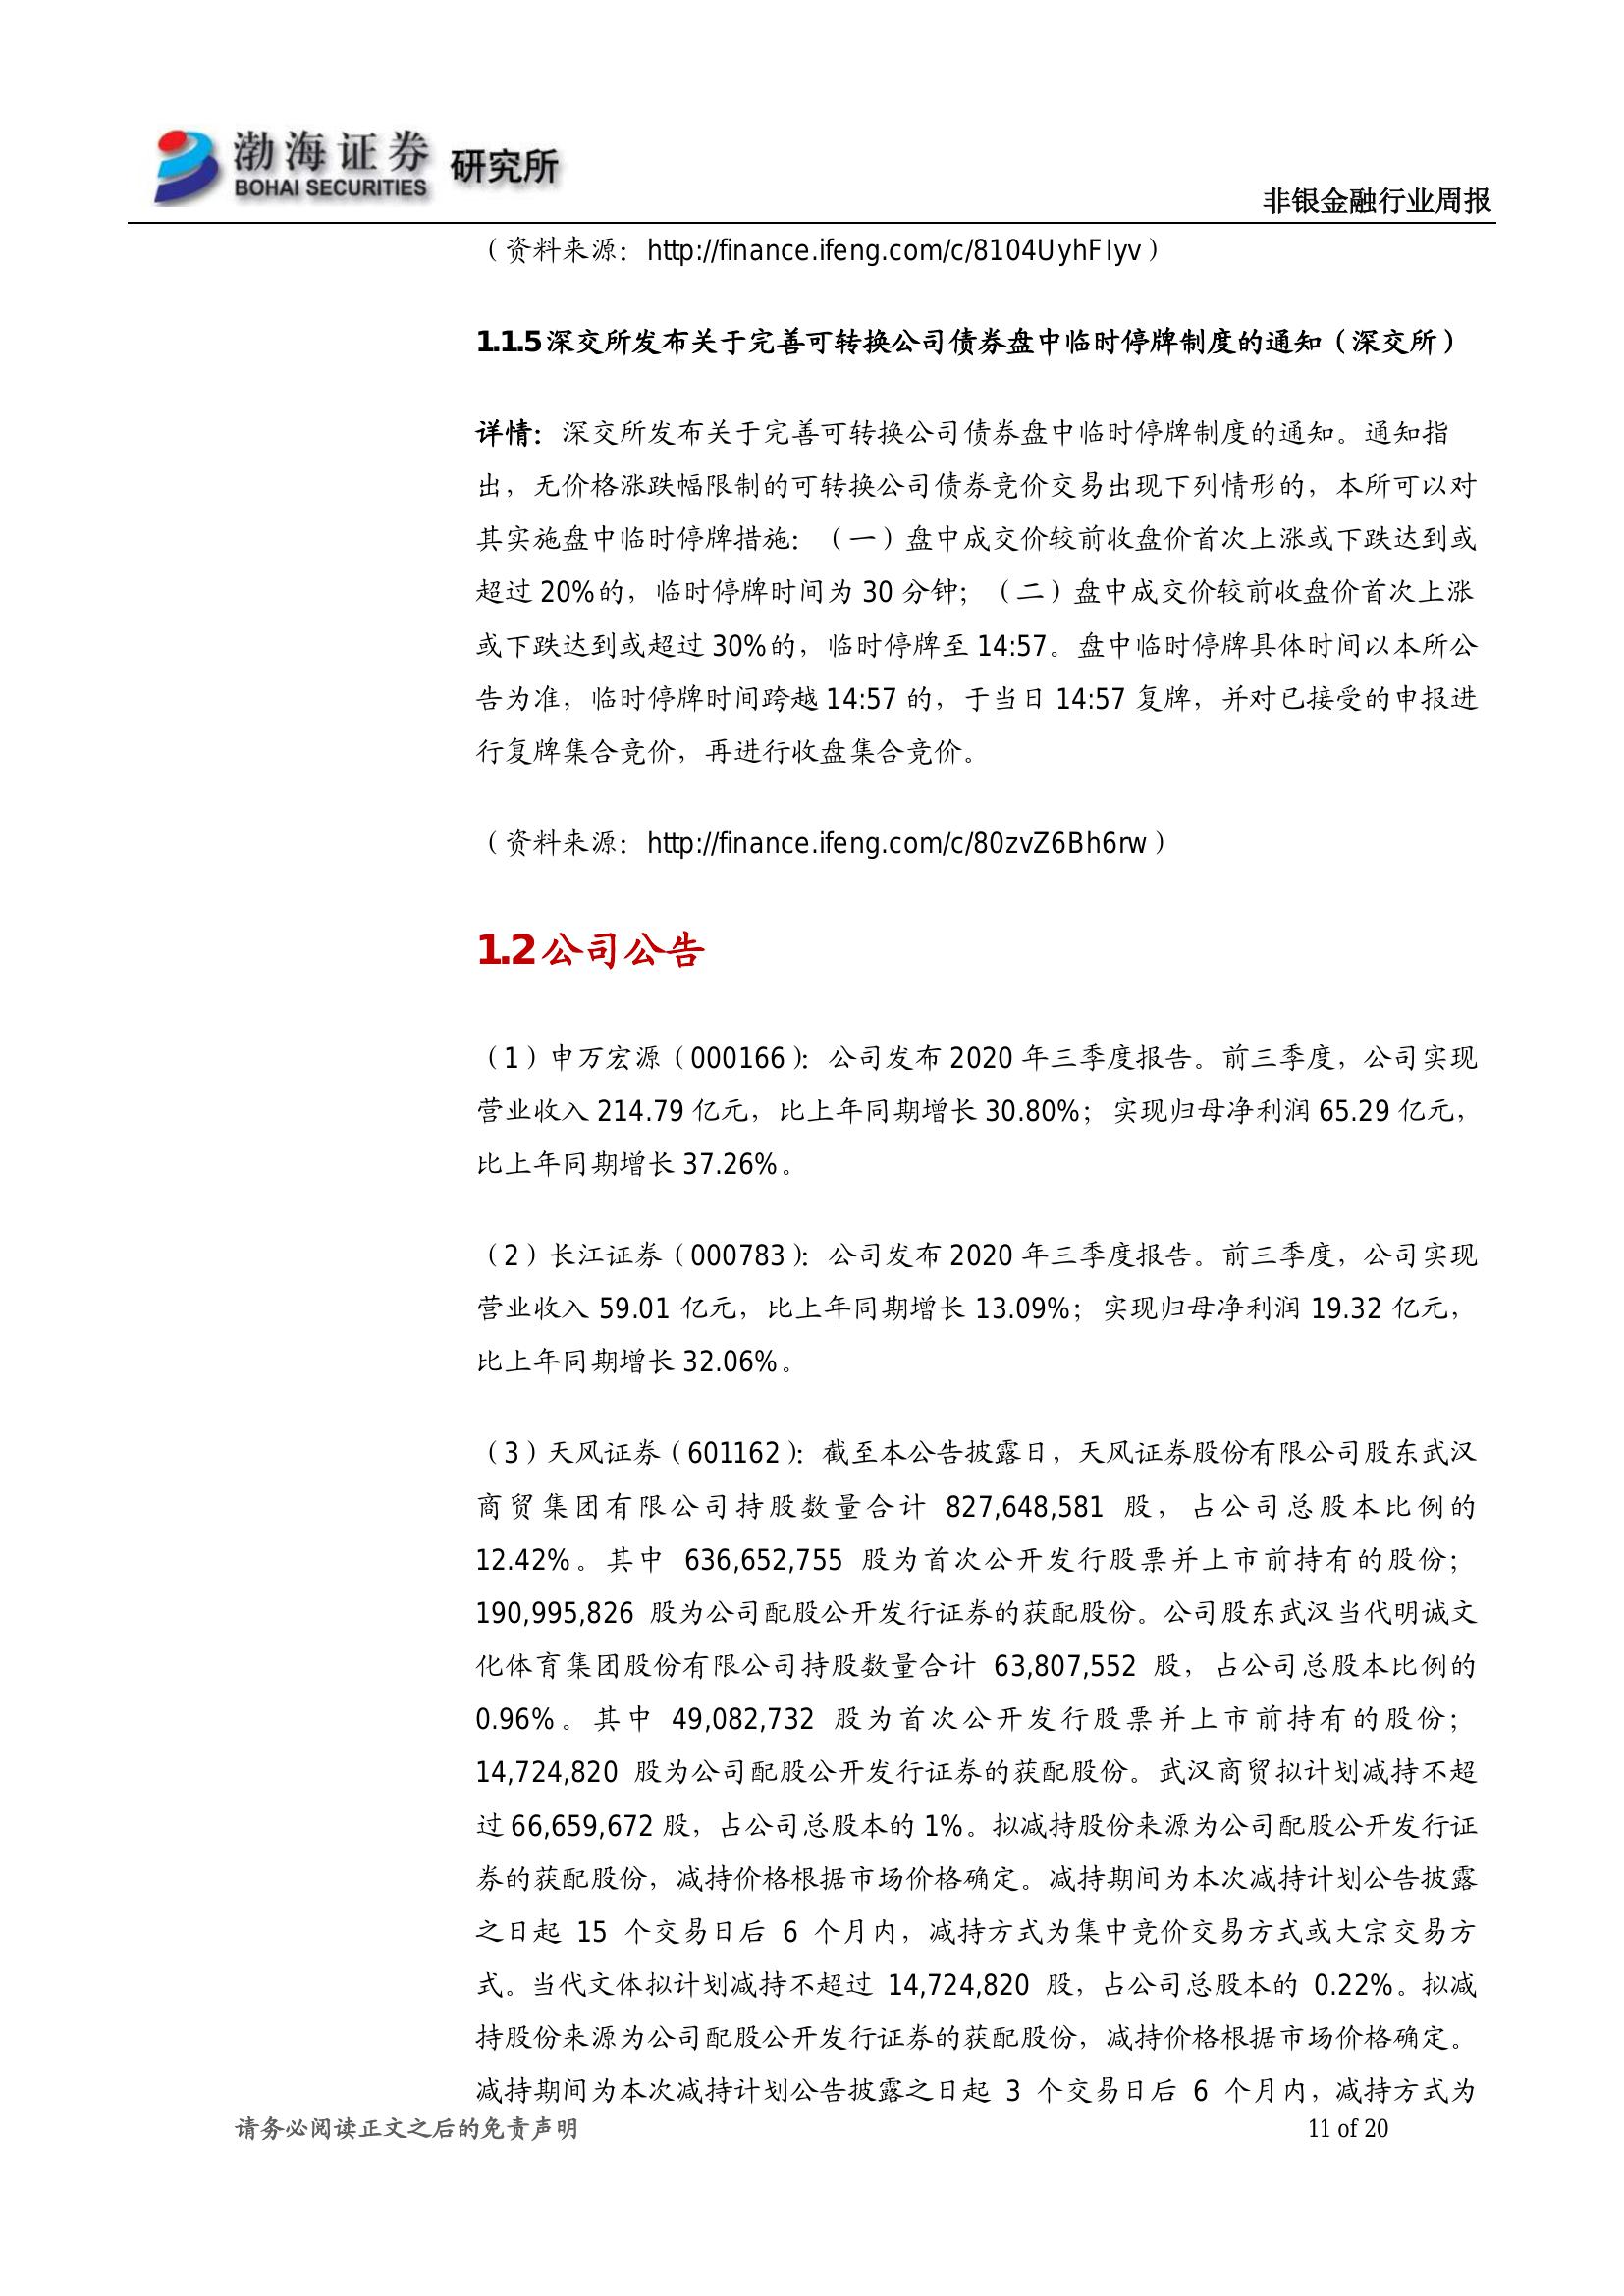 渤海证券 研究所
BOHAI SECURITIES
非银金融行业周报
（资料来源：http://finance.ifeng.com/c/8104UyhFIyv）
1.1.5 深交所发布关于完善可转换公司债券盘中临时停牌制度的通知（深交所）
详情：深交所发布关于完善可转换公司债券盘中临时停牌制度的通知。通知指
出，无价格涨跌幅限制的可转换公司债券竞价交易出现下列情形的，本所可以对
其实施盘中临时停牌措施：（一）盘中成交价较前收盘价首次上涨或下跌达到或
超过 20%的，临时停牌时间为 30 分钟；（二）盘中成交价较前收盘价首次上涨
或下跌达到或超过 30%的，临时停牌至 14:57。盘中临时停牌具体时间以本所公
告为准，临时停牌时间跨越 14:57 的，于当日 14:57 复牌，并对已接受的申报进
行复牌集合竞价，再进行收盘集合竞价。
（资料来源：http://finance.ifeng.com/c/80zvZ6Bh6rw）
1.2 公司公告
（1）申万宏源（000166）：公司发布 2020 年三季度报告。前三季度，公司实现
营业收入 214.79 亿元，比上年同期增长 30.80%；实现归母净利润 65.29 亿元，
比上年同期增长 37.26%。
（2）长江证券（000783）：公司发布 2020 年三季度报告。前三季度，公司实现
营业收入 59.01 亿元，比上年同期增长 13.09%；实现归母净利润 19.32 亿元，
比上年同期增长 32.06%。
（3）天风证券（601162）：截至本公告披露日，天风证券股份有限公司股东武汉
商贸集团有限公司持股数量合计 827,648,581 股，占公司总股本比例的
12.42%。其中 636,652,755 股为首次公开发行股票并上市前持有的股份；
190,995,826 股为公司配股公开发行证券的获配股份。公司股东武汉当代明诚文
化体育集团股份有限公司持股数量合计 63,807,552 股，占公司总股本比例的
0.96%。其中 49,082,732 股为首次公开发行股票并上市前持有的股份；
14,724,820 股为公司配股公开发行证券的获配股份。武汉商贸拟计划减持不超
过 66,659,672 股，占公司总股本的 1%。拟减持股份来源为公司配股公开发行证
券的获配股份，减持价格根据市场价格确定。减持期间为本次减持计划公告披露
之日起 15 个交易日后 6 个月内，减持方式为集中竞价交易方式或大宗交易方
式。当代文体拟计划减持不超过 14,724,820 股，占公司总股本的 0.22%。拟减
持股份来源为公司配股公开发行证券的获配股份，减持价格根据市场价格确定。
减持期间为本次减持计划公告披露之日起 3 个交易日后 6 个月内，减持方式为
请务必阅读正文之后的免责声明
11 of 20